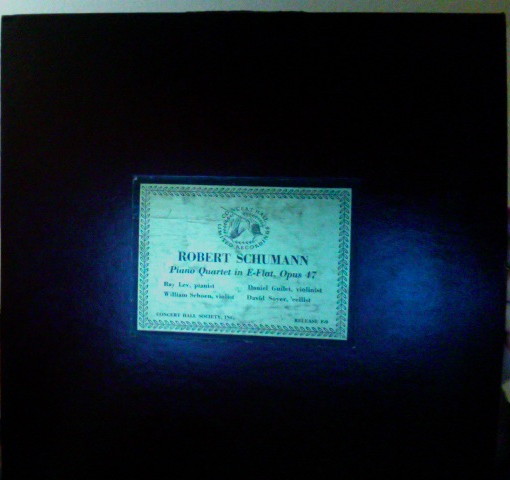 LIMITED RECORDINGS
ROBERT SCHUMANN
Piano Quartet in E-Flat, Opus 47
Ray Lev, pianist Daniel Guilet, violinist
William Schoen, violist David Soyer, 'cellist
CONCERT HALL SOCIETY, INC. RELEASE